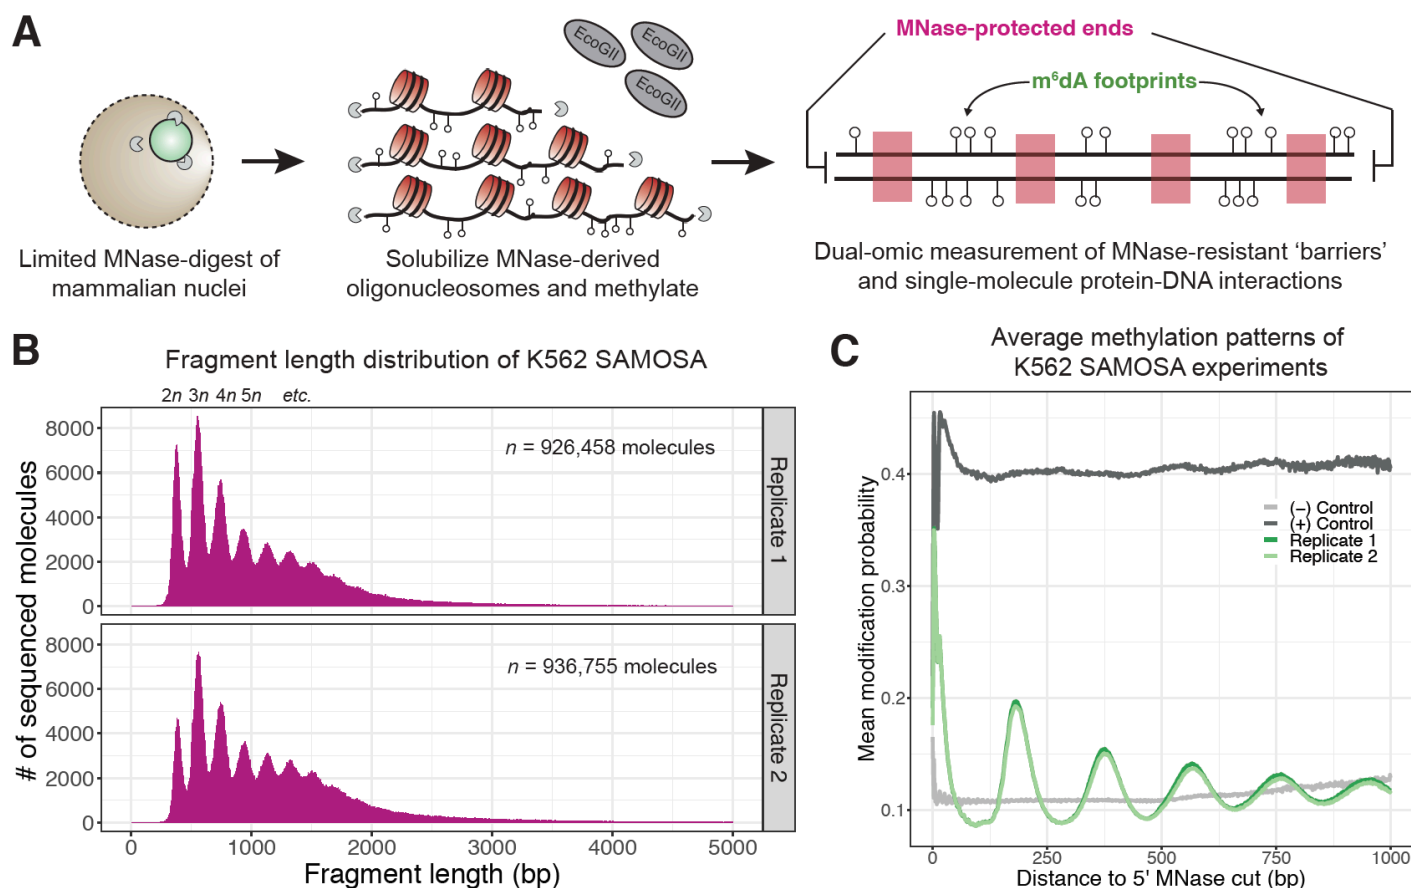 A
EcoGII
EcoGII
EcoGII
MNase-protected ends
m⁶dA footprints
Limited MNase-digest of
mammalian nuclei
Solubilize MNase-derived
oligonucleosomes and methylate
Dual-omic measurement of MNase-resistant ‘barriers’
and single-molecule protein-DNA interactions
B
Fragment length distribution of K562 SAMOSA
2n 3n 4n 5n etc.
# of sequenced molecules
8000
6000
4000
2000
0
n = 926,458 molecules
Replicate 1
8000
6000
4000
2000
0
n = 936,755 molecules
Replicate 2
0 1000 2000 3000 4000 5000
Fragment length (bp)
C
Average methylation patterns of
K562 SAMOSA experiments
Mean modification probability
0.4
0.3
0.2
0.1
(−) Control
(+) Control
Replicate 1
Replicate 2
0 250 500 750 1000
Distance to 5' MNase cut (bp)